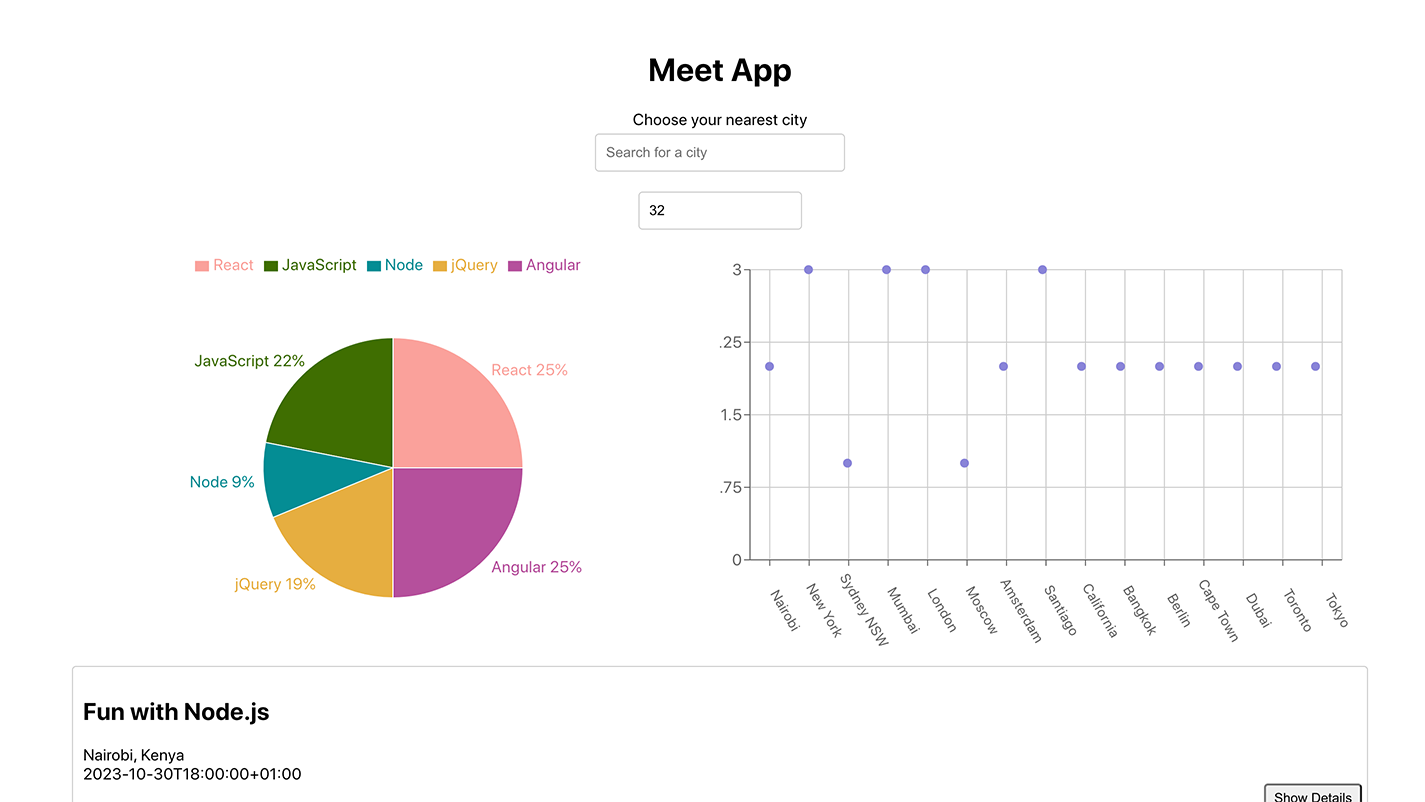 Meet App
Choose your nearest city
Search for a city
32
React JavaScript Node jQuery Angular
JavaScript 22%
React 25%
Node 9%
Angular 25%
jQuery 19%
3
.25
1.5
.75
0
Nairobi
New York
Sydney NSW
Mumbai
London
Moscow
Amsterdam
Santiago
California
Bangkok
Berlin
Cape Town
Dubai
Toronto
Tokyo
Fun with Node.js
Nairobi, Kenya
2023-10-30T18:00:00+01:00
Show Details